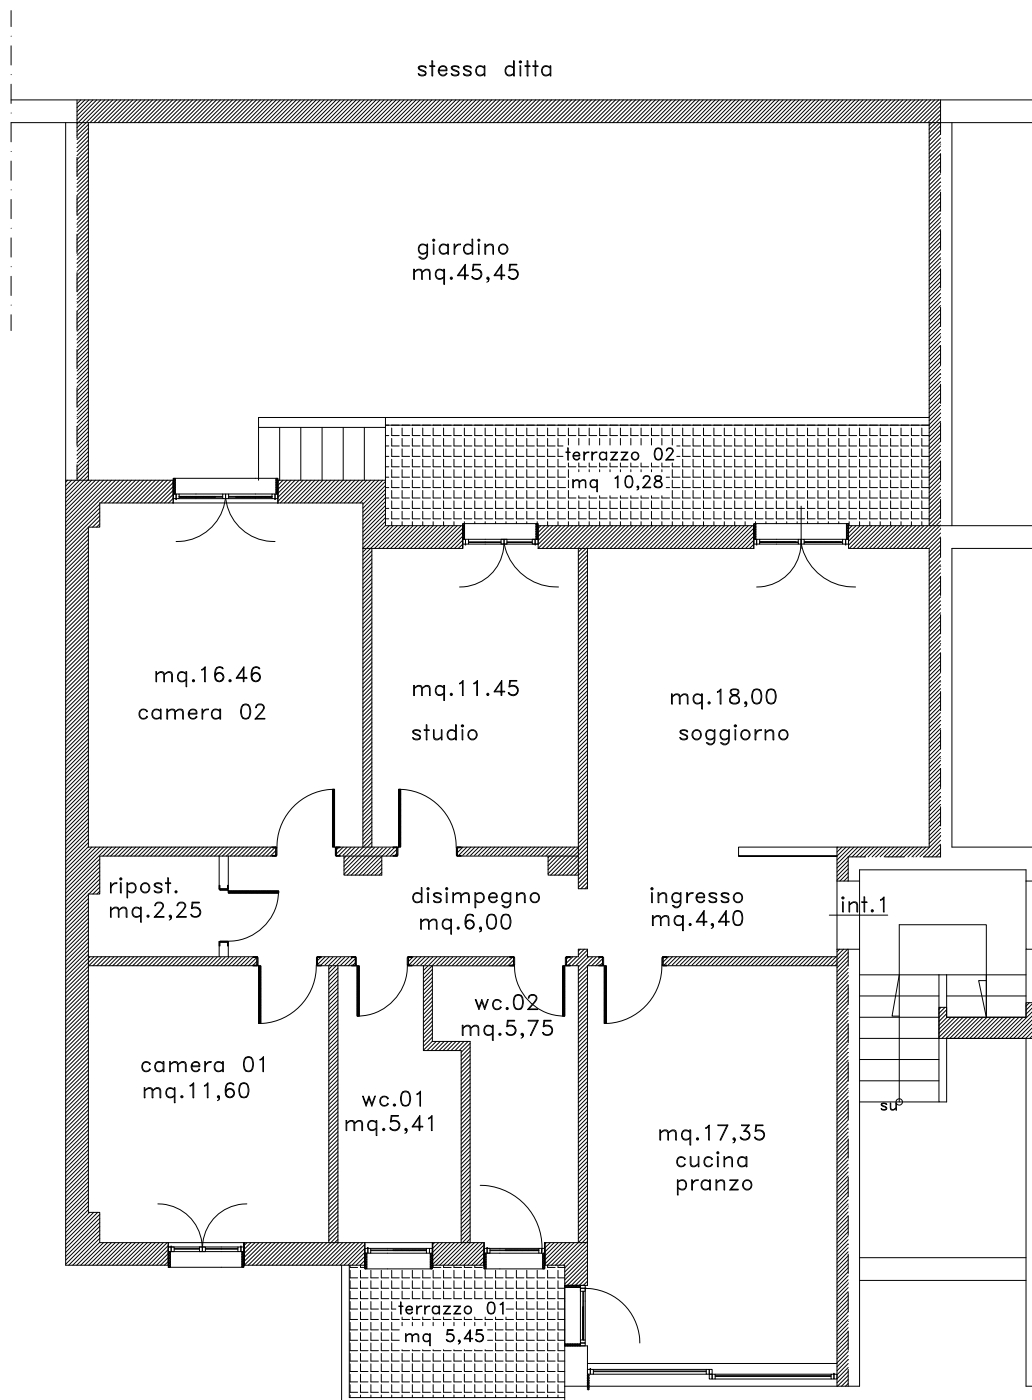 stessa ditta
giardino
mq.45,45
terrazzo 02
mq 10,28
mq.16.46
camera 02
mq.11.45
studio
mq.18,00
soggiorno
ripost.
mq.2,25
disimpegno
mq.6,00
ingresso
mq.4,40
int.1
wc.02
mq.5,75
camera 01
mq.11,60
wc.01
mq.5,41
su
mq.17,35
cucina
pranzo
terrazzo 01
mq 5,45